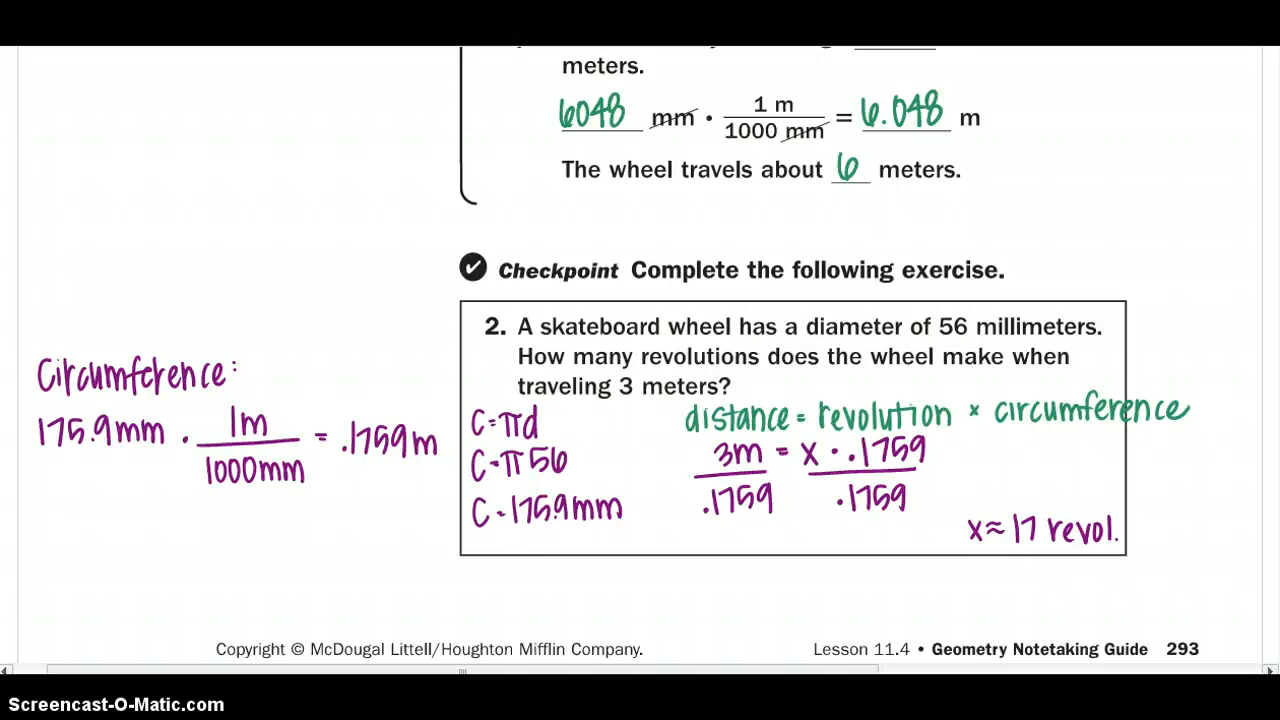 meters.
6048 mm · 1 m / 1000 mm = 6.048 m
The wheel travels about 6 meters.
✓ Checkpoint Complete the following exercise.
2. A skateboard wheel has a diameter of 56 millimeters.
How many revolutions does the wheel make when
traveling 3 meters?
Circumference:
175.9mm · 1m / 1000mm = .1759m
C=πd
C=π56
C=175.9mm
distance = revolution × circumference
3m = x · .1759
.1759 .1759
x≈17 revol.
Copyright © McDougal Littell/Houghton Mifflin Company.
Lesson 11.4 • Geometry Notetaking Guide 293
Screencast-O-Matic.com